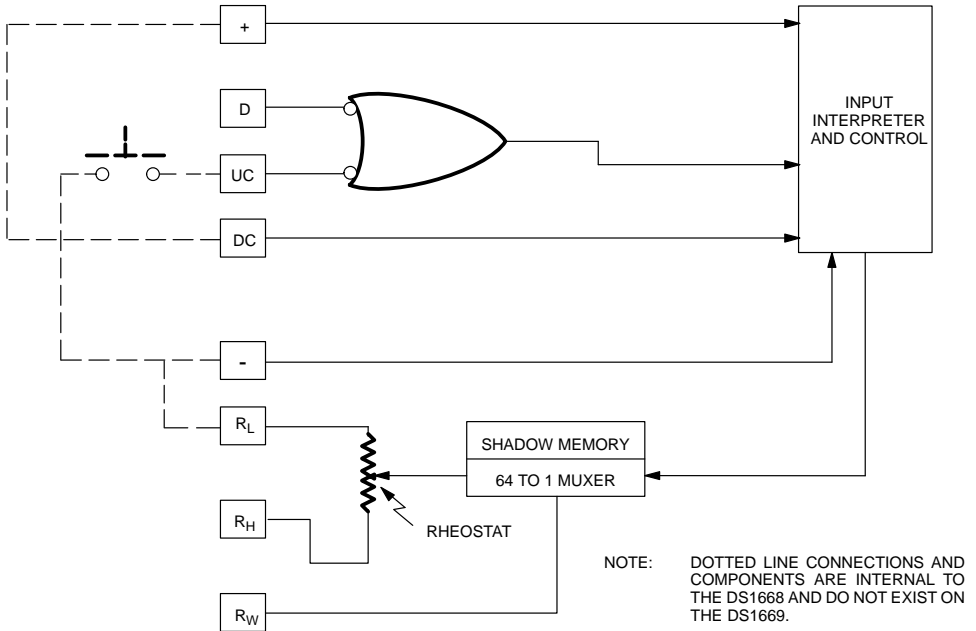 +
D
UC
DC
-
RL
RH
RW
INPUT
INTERPRETER
AND CONTROL
SHADOW MEMORY
64 TO 1 MUXER
RHEOSTAT
NOTE: DOTTED LINE CONNECTIONS AND
COMPONENTS ARE INTERNAL TO
THE DS1668 AND DO NOT EXIST ON
THE DS1669.